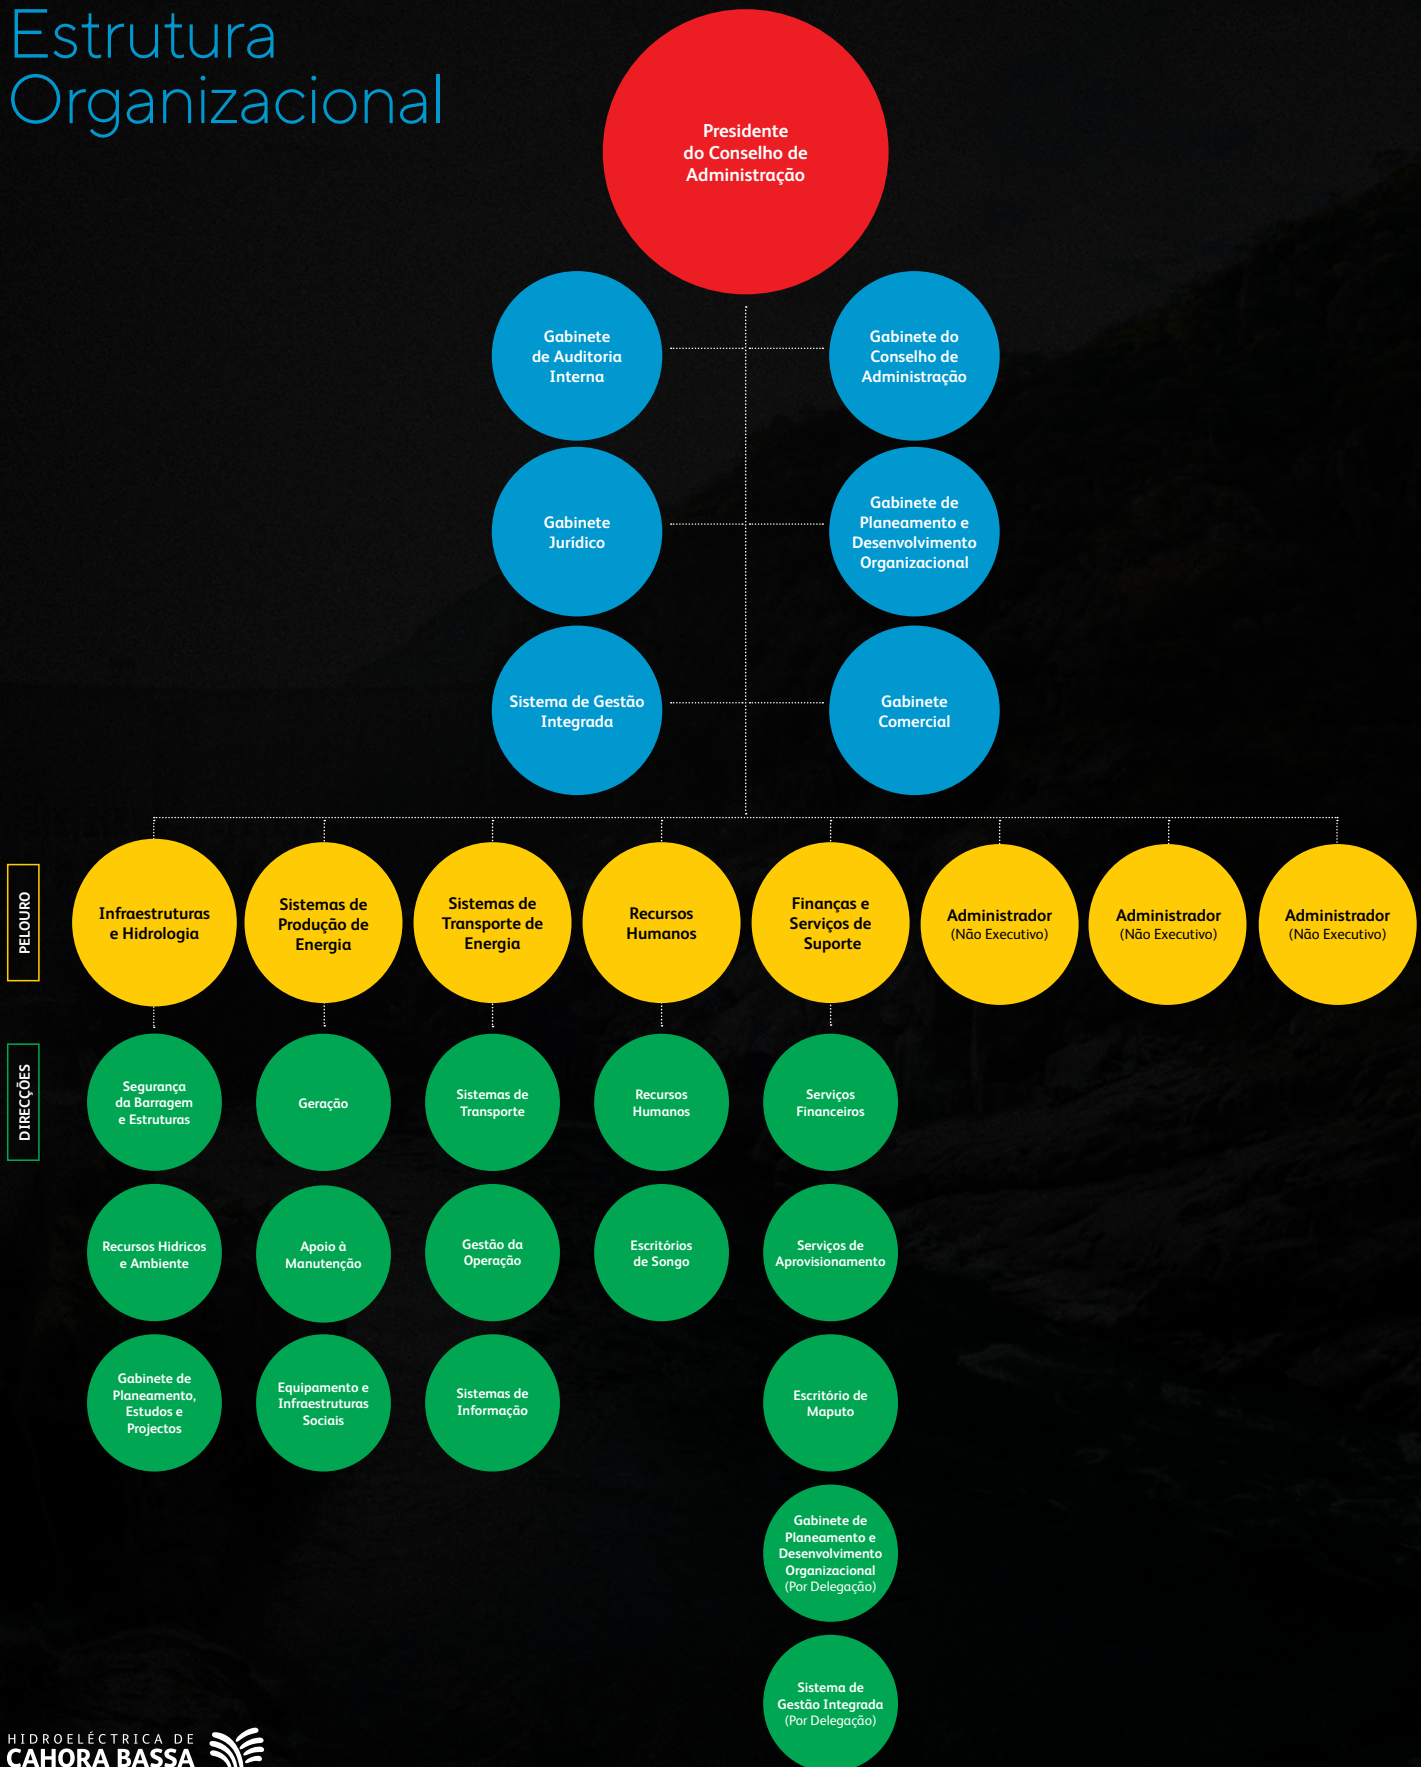 Estrutura
Organizacional
Presidente
do Conselho de
Administração
Gabinete
de Auditoria
Interna
Gabinete do
Conselho de
Administração
Gabinete
Jurídico
Gabinete de
Planeamento e
Desenvolvimento
Organizacional
Sistema de Gestão
Integrada
Gabinete
Comercial
PELOURO
Infraestruturas
e Hidrologia
Sistemas de
Produção de
Energia
Sistemas de
Transporte de
Energia
Recursos
Humanos
Finanças e
Serviços de
Suporte
Administrador
(Não Executivo)
Administrador
(Não Executivo)
Administrador
(Não Executivo)
DIRECÇÕES
Segurança
da Barragem
e Estruturas
Geração
Sistemas de
Transporte
Recursos
Humanos
Serviços
Financeiros
Recursos Hidricos
e Ambiente
Apoio à
Manutenção
Gestão da
Operação
Escritórios
de Songo
Serviços de
Aprovisionamento
Gabinete de
Planeamento,
Estudos e
Projectos
Equipamento e
Infraestruturas
Sociais
Sistemas de
Informação
Escritório de
Maputo
Gabinete de
Planeamento e
Desenvolvimento
Organizacional
(Por Delegação)
Sistema de
Gestão Integrada
(Por Delegação)
HIDROELÉCTRICA DE
CAHORA BASSA